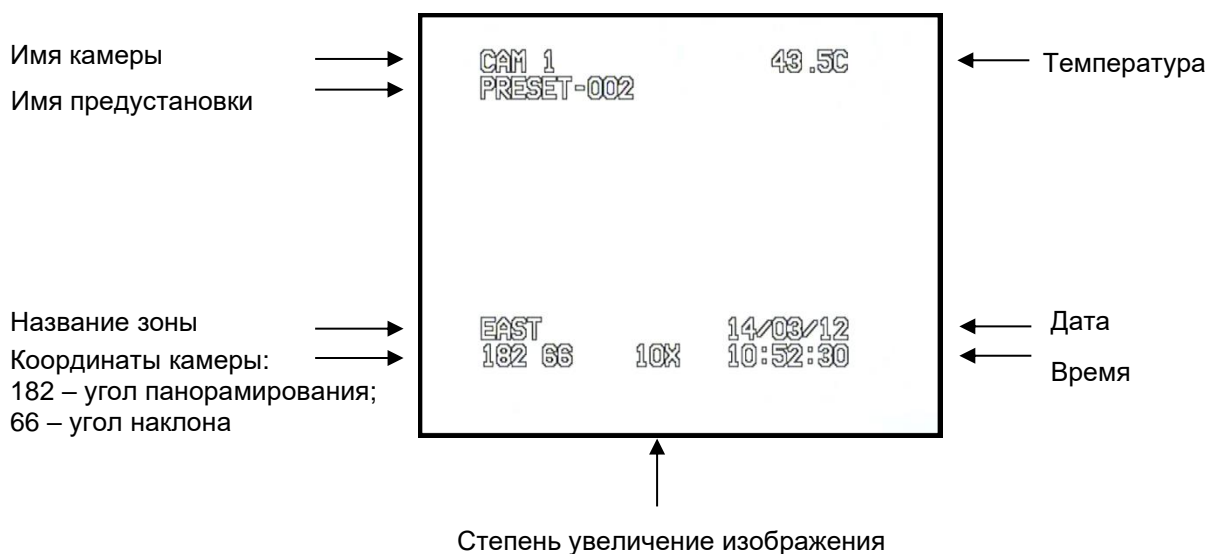 Имя камеры
Имя предустановки
CAM 1 43.5C
PRESET-002
Температура
Название зоны
Координаты камеры:
182 – угол панорамирования;
66 – угол наклона
EAST 14/03/12
182 66 10X 10:52:30
Дата
Время
Степень увеличение изображения